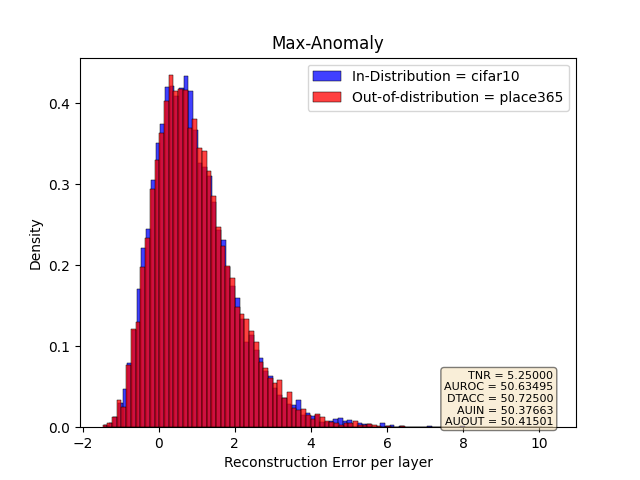 Max-Anomaly
In-Distribution = cifar10
Out-of-distribution = place365
Density
0.4
0.3
0.2
0.1
0.0
TNR = 5.25000
AUROC = 50.63495
DTACC = 50.72500
AUIN = 50.37663
AUOUT = 50.41501
−2
0
2
4
6
8
10
Reconstruction Error per layer